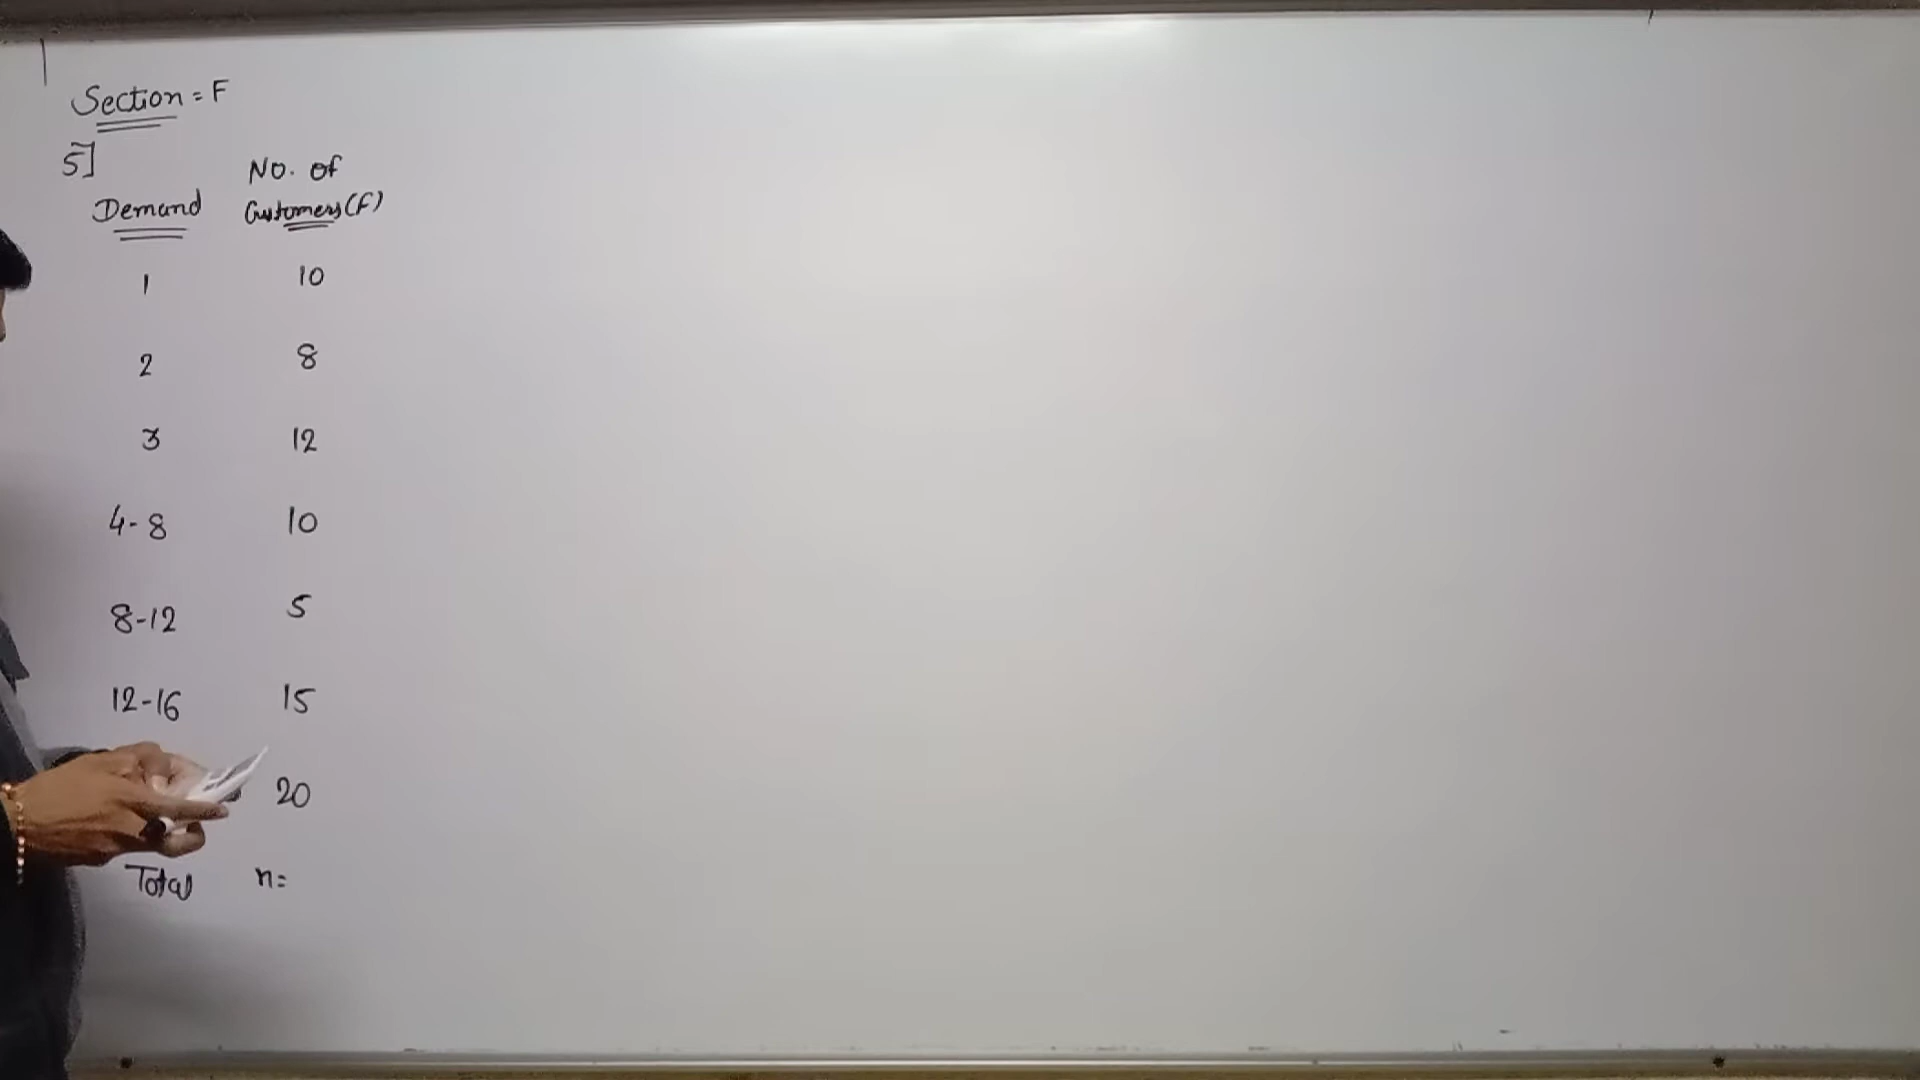 Section = F
5]
Demand No. of Customers (F)
1 10
2 8
3 12
4-8 10
8-12 5
12-16 15
20
Total n=